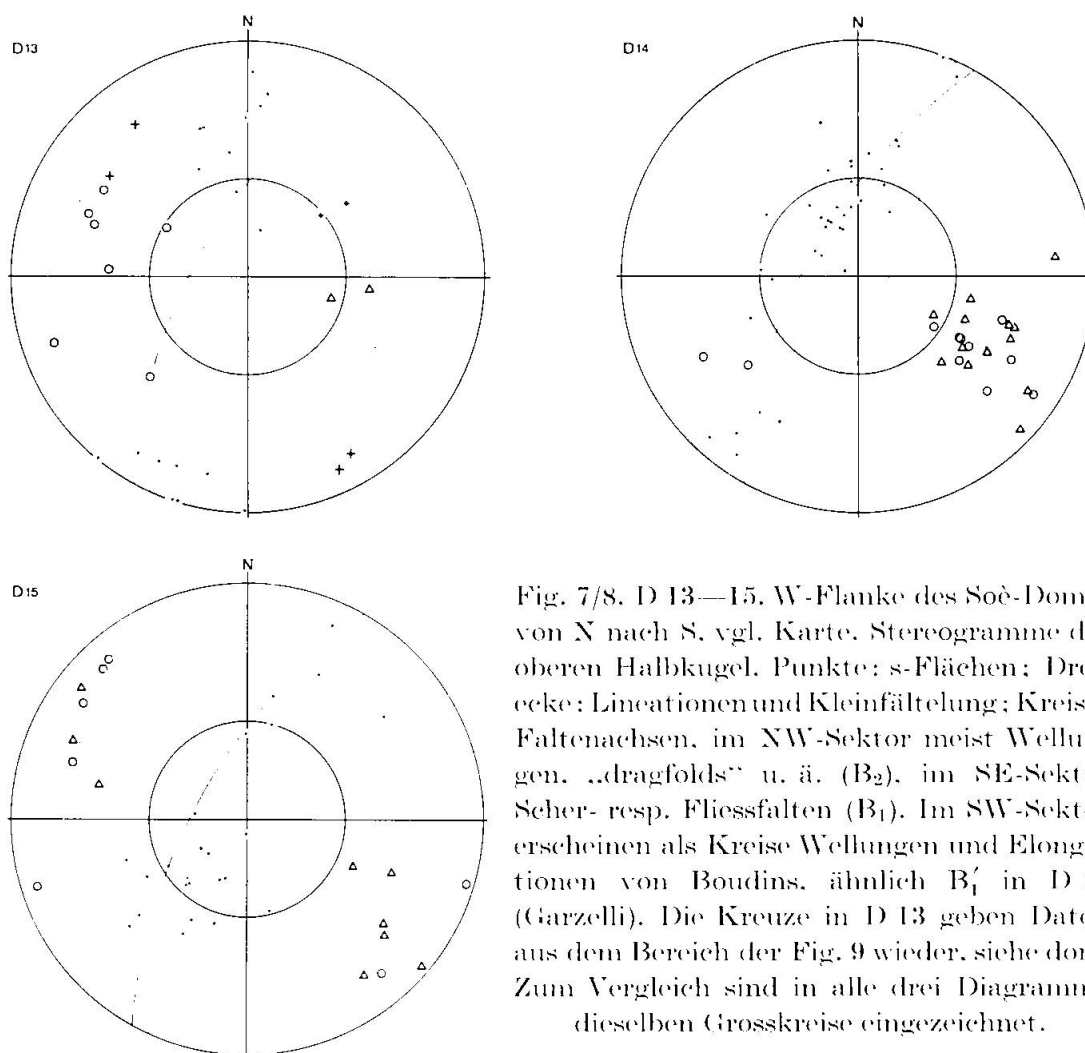 N
D13
N
D14
N
D15
Fig. 7/8. D 13—15. W-Flanke des Soè-Dom
von N nach S, vgl. Karte. Stereogramme d
oberen Halbkugel. Punkte: s-Flächen; Dre
ecke: Lineationen und Kleinfältelung; Kreis
Faltenachsen, im NW-Sektor meist Wellu
gen, „dragfolds“ u. ä. (B₂), im SE-Sekt
Scher- resp. Fliessfalten (B₁). Im SW-Sekt
erscheinen als Kreise Wellungen und Elong
tionen von Boudins, ähnlich B₁′ in D
(Garzelli). Die Kreuze in D 13 geben Date
aus dem Bereich der Fig. 9 wieder, siehe dor
Zum Vergleich sind in alle drei Diagramm
dieselben Grosskreise eingezeichnet.